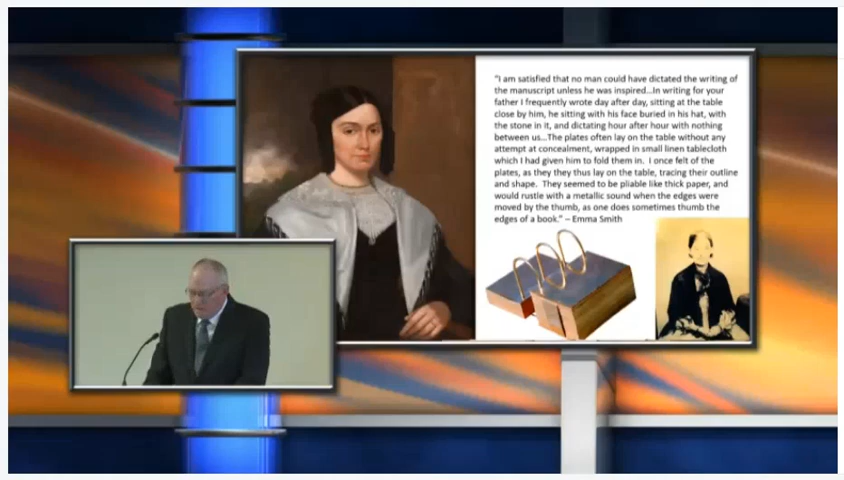 "I am satisfied that no man could have dictated the writing of
the manuscript unless he was inspired...In writing for your
father I frequently wrote day after day, sitting at the table
close by him, he sitting with his face buried in his hat, with
the stone in it, and dictating hour after hour with nothing
between us...The plates often lay on the table without any
attempt at concealment, wrapped in small linen tablecloth
which I had given him to fold them in.  I once felt of the
plates, as they they thus lay on the table, tracing their outline
and shape.  They seemed to be pliable like thick paper, and
would rustle with a metallic sound when the edges were
moved by the thumb, as one does sometimes thumb the
edges of a book." – Emma Smith